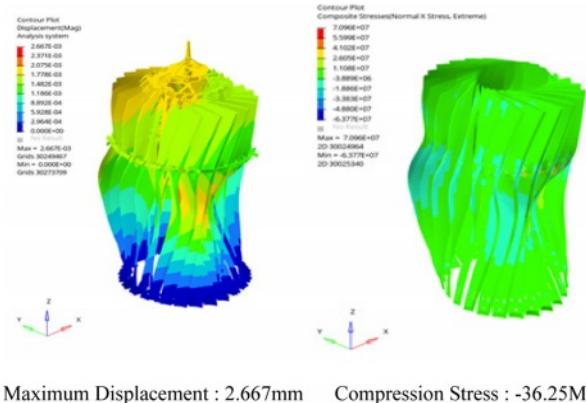 Contour Plot
Displacement(Mag)
Analysis system
2.667E-03
2.371E-03
2.075E-03
1.778E-03
1.482E-03
1.186E-03
8.892E-04
5.928E-04
2.964E-04
0.000E+00
No Result
Max = 2.667E-03
Grids 30249467
Min = 0.000E+00
Grids 30273709
Z
Y
X
Contour Plot
Composite Stresses(Normal X Stress, Extreme)
7.096E+07
5.599E+07
4.102E+07
2.605E+07
1.108E+07
-3.889E+06
-1.886E+07
-3.383E+07
-4.880E+07
-6.377E+07
No Result
Max = 7.096E+07
2D 30024964
Min = -6.377E+07
2D 30025340
Z
Y
X
Maximum Displacement : 2.667mm
Compression Stress : -36.25M